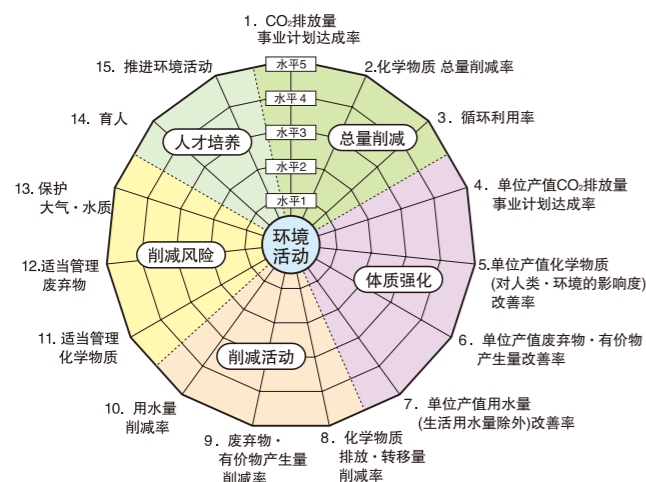 1. CO₂排放量
事业计划达成率
2.化学物质 总量削减率
3. 循环利用率
4. 单位产值CO₂排放量
事业计划达成率
5.单位产值化学物质
(对人类・环境的影响度)
改善率
6. 单位产值废弃物・有价物
产生量改善率
7. 单位产值用水量
(生活用水量除外)改善率
8. 化学物质
排放・转移量
削减率
9. 废弃物・
有价物产生量
削减率
10. 用水量
削减率
11. 适当管理
化学物质
12.适当管理
废弃物
13. 保护
大气・水质
14. 育人
15. 推进环境活动
水平5
水平4
水平3
水平2
水平1
人才培养
总量削减
环境
活动
削减风险
体质强化
削减活动